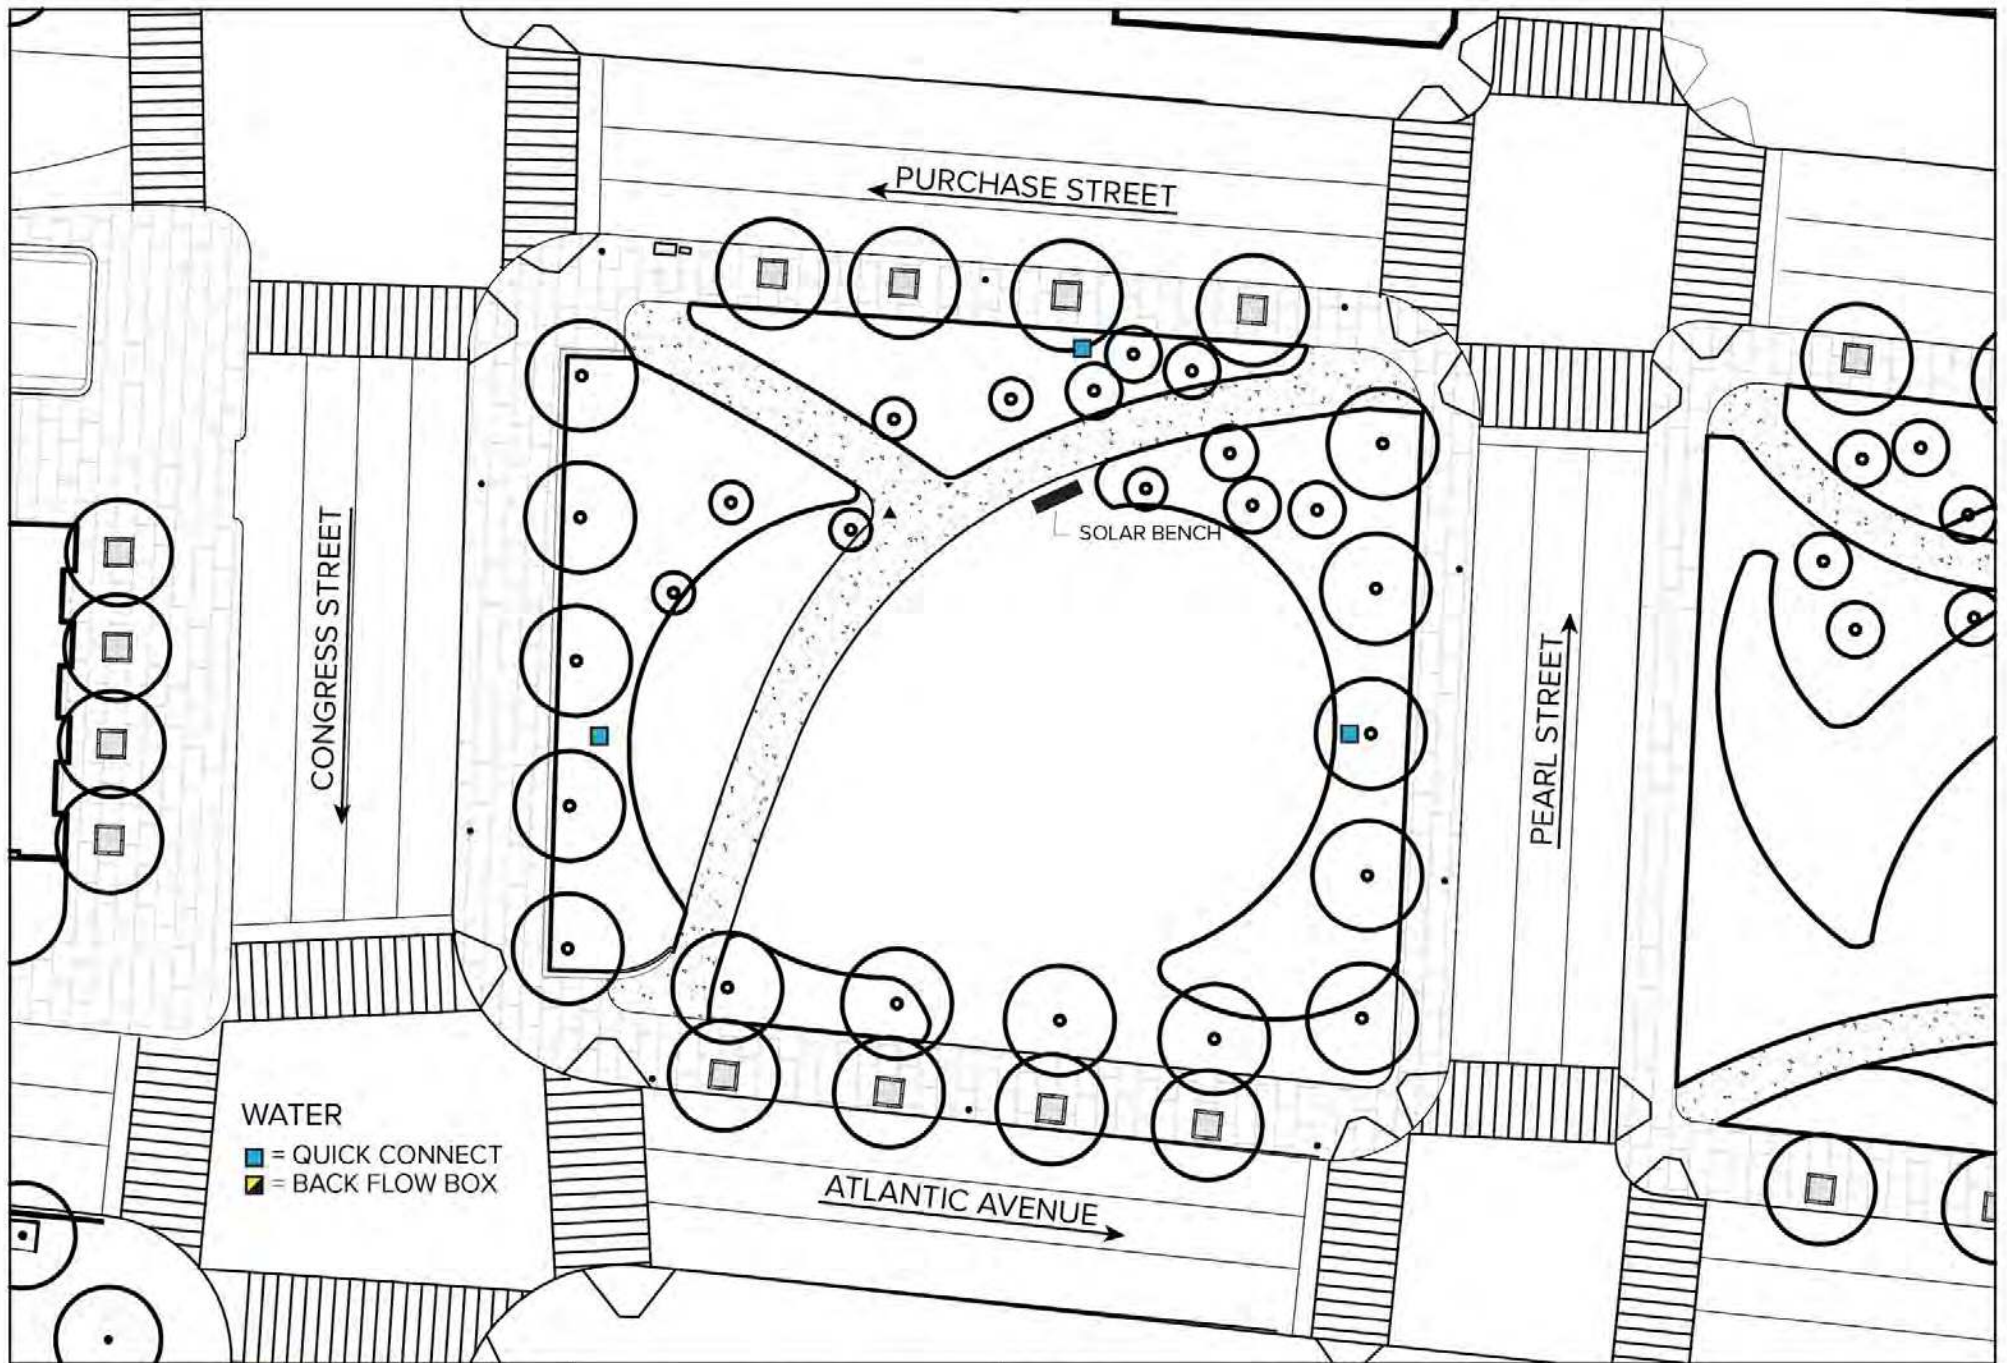 PURCHASE STREET
CONGRESS STREET
SOLAR BENCH
PEARL STREET
WATER
= QUICK CONNECT
= BACK FLOW BOX
ATLANTIC AVENUE